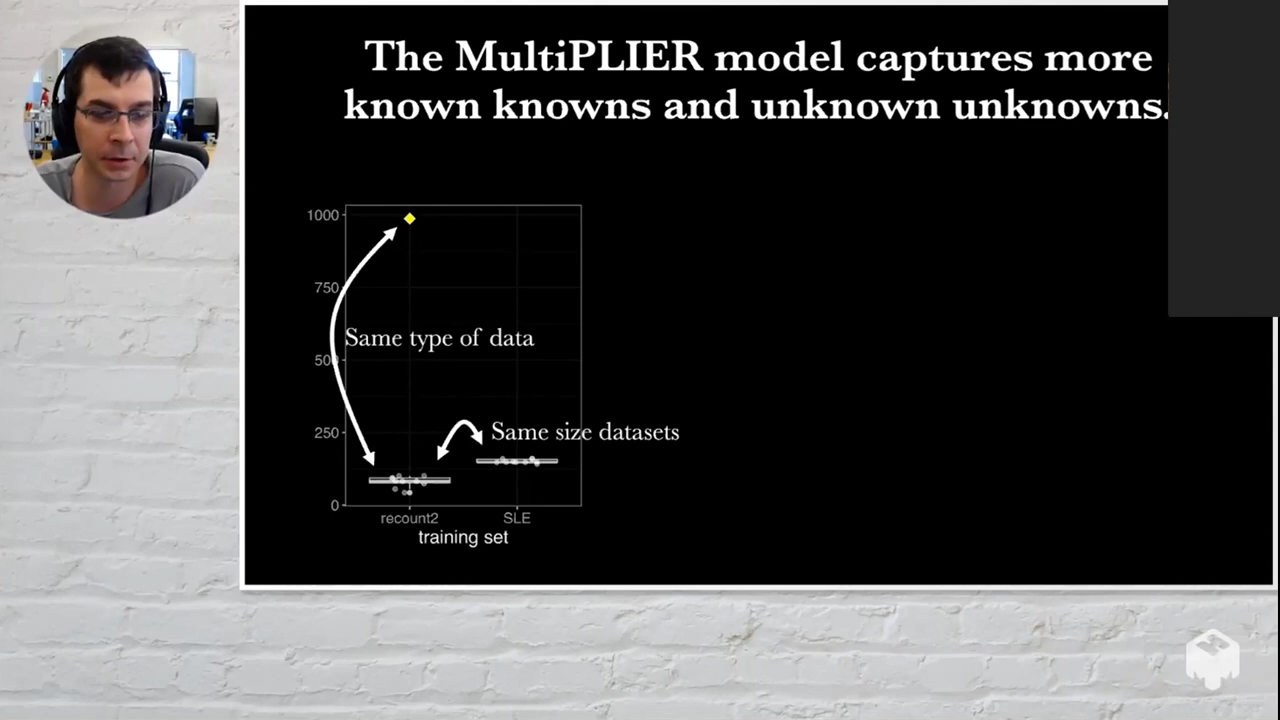 The MultiPLIER model captures more
known knowns and unknown unknowns.
1000
750
Same type of data
500
250
Same size datasets
0
recount2
SLE
training set